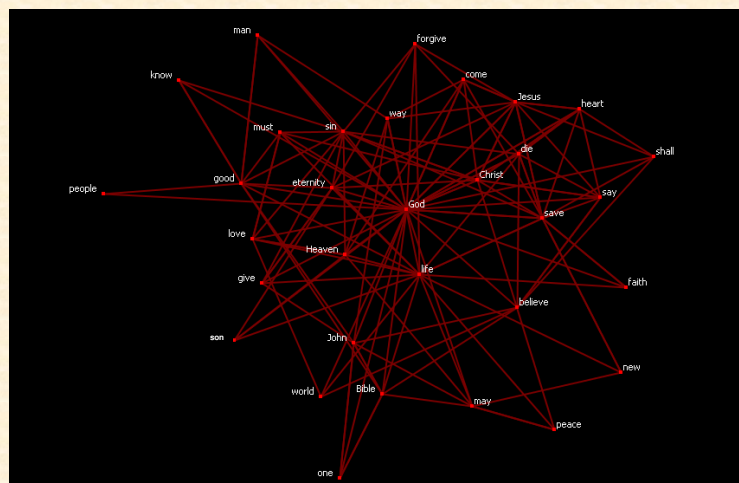 man
forgive
know
come
Jesus
heart
way
must
sin
shall
die
Christ
good
eternity
people
say
God
save
love
Heaven
life
give
faith
believe
son
John
new
world
Bible
may
peace
one